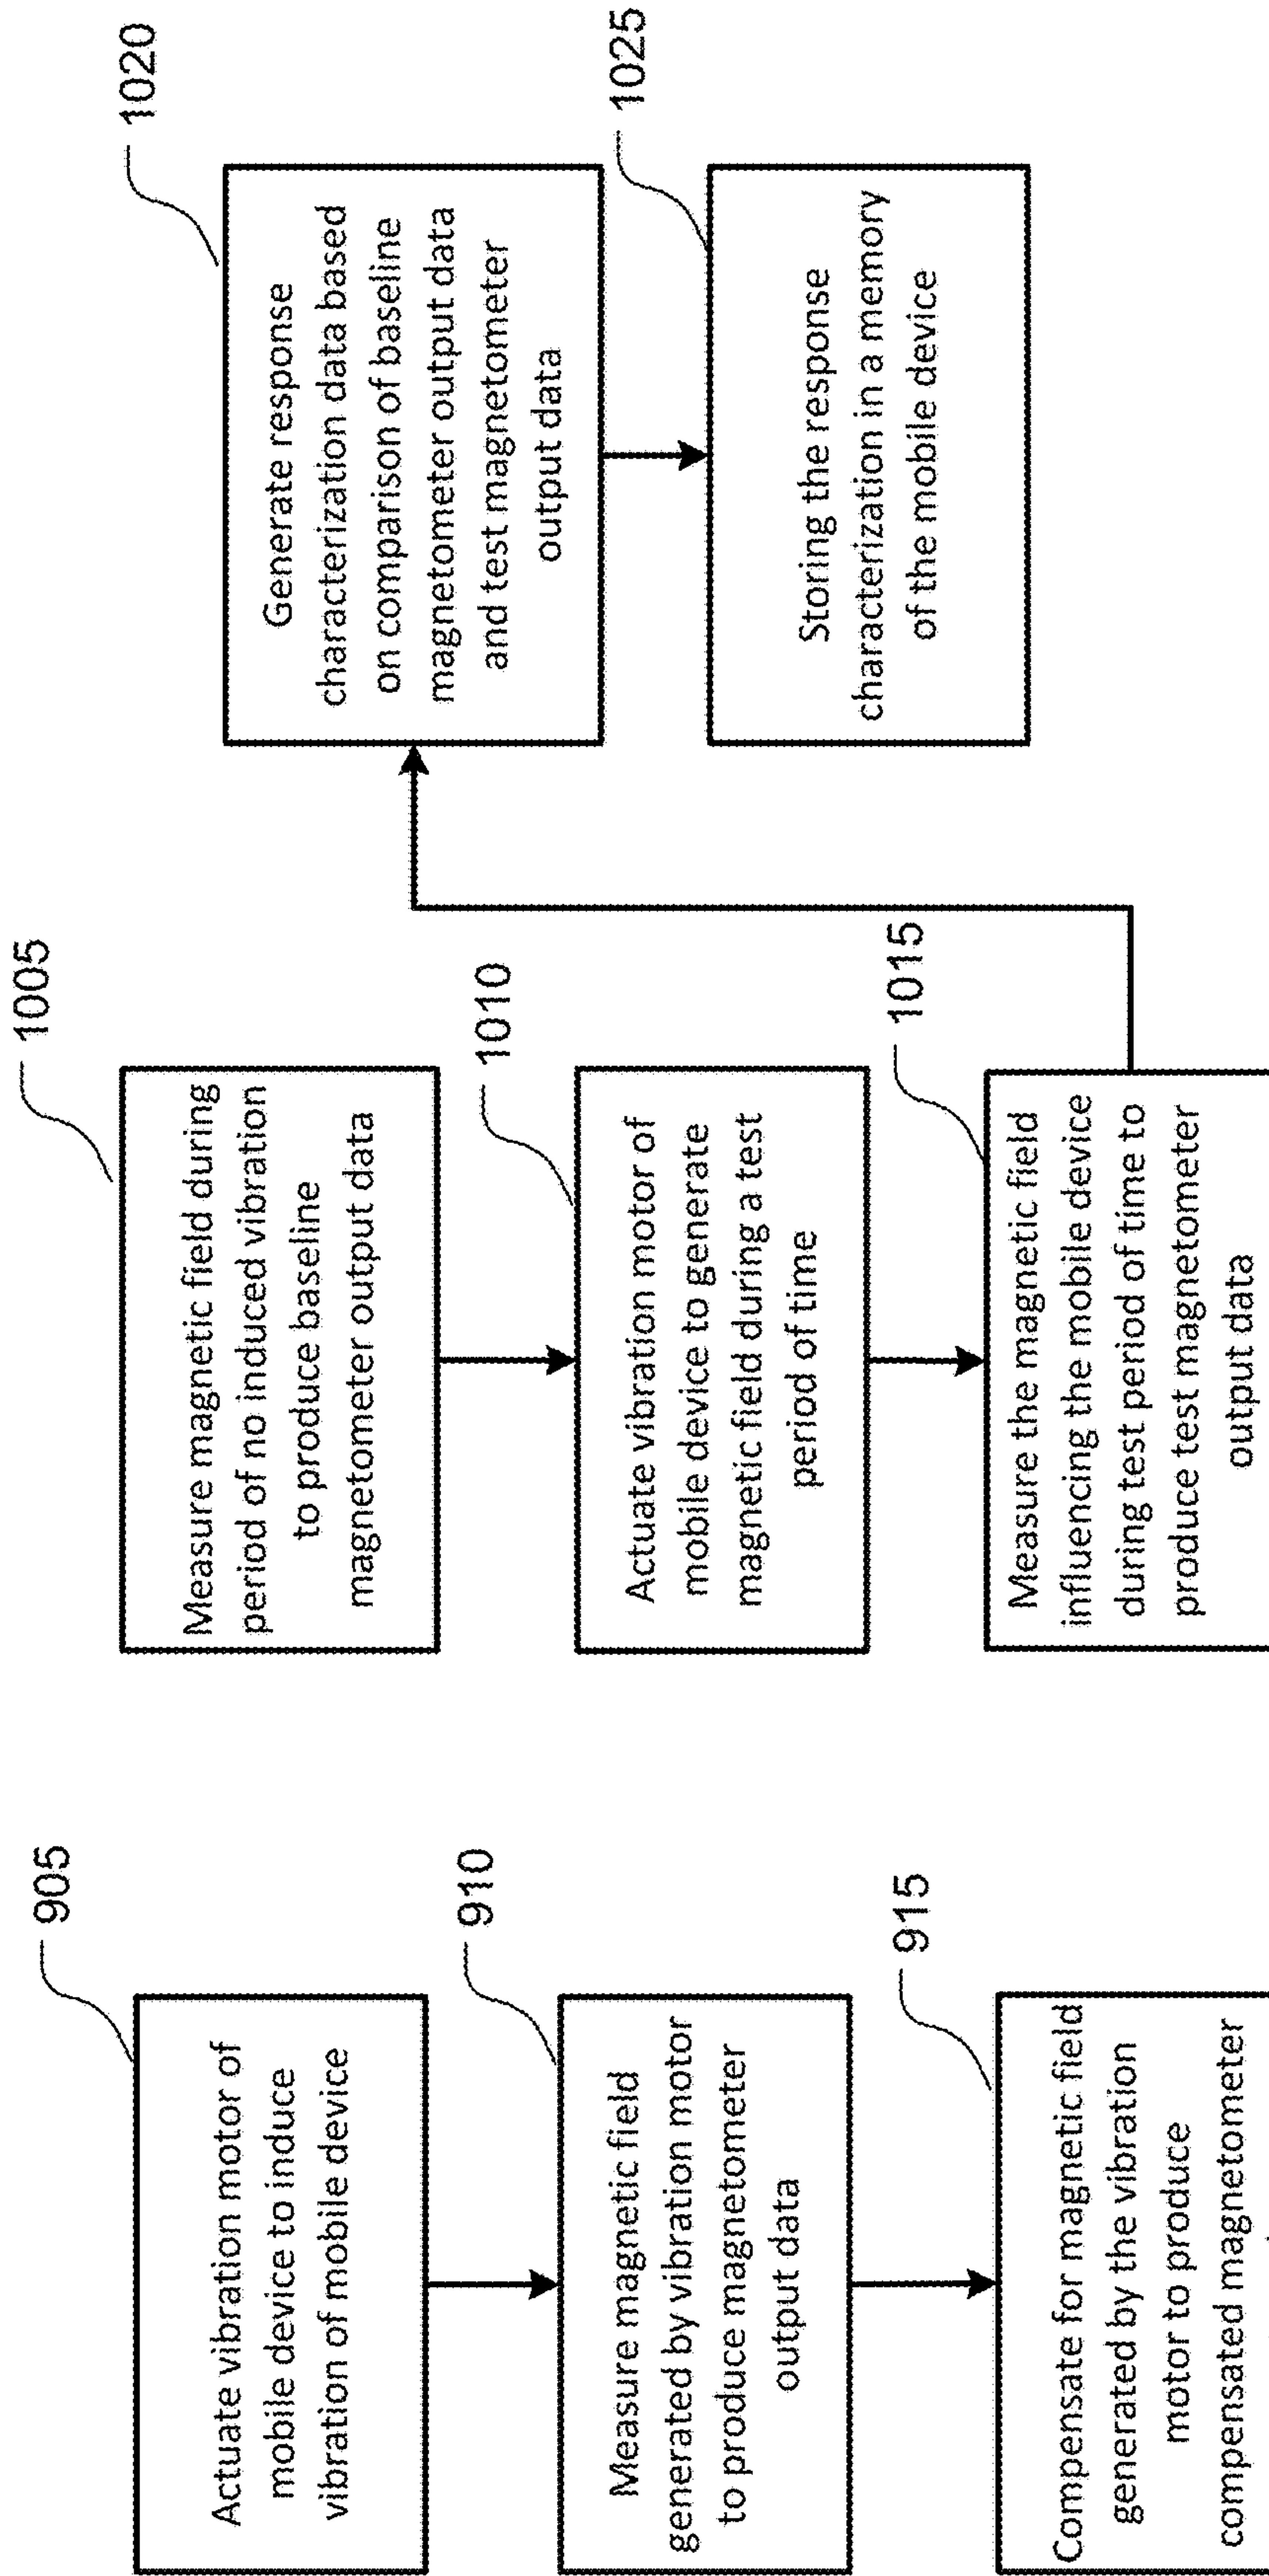 905
Actuate vibration motor of
mobile device to induce
vibration of mobile device
910
Measure magnetic field
generated by vibration motor
to produce magnetometer
output data
915
Compensate for magnetic field
generated by the vibration
motor to produce
compensated magnetometer
1005
Measure magnetic field during
period of no induced vibration
to produce baseline
magnetometer output data
1010
Actuate vibration motor of
mobile device to generate
magnetic field during a test
period of time
1015
Measure the magnetic field
influencing the mobile device
during test period of time to
produce test magnetometer
output data
1020
Generate response
characterization data based
on comparison of baseline
magnetometer output data
and test magnetometer
output data
1025
Storing the response
characterization in a memory
of the mobile device